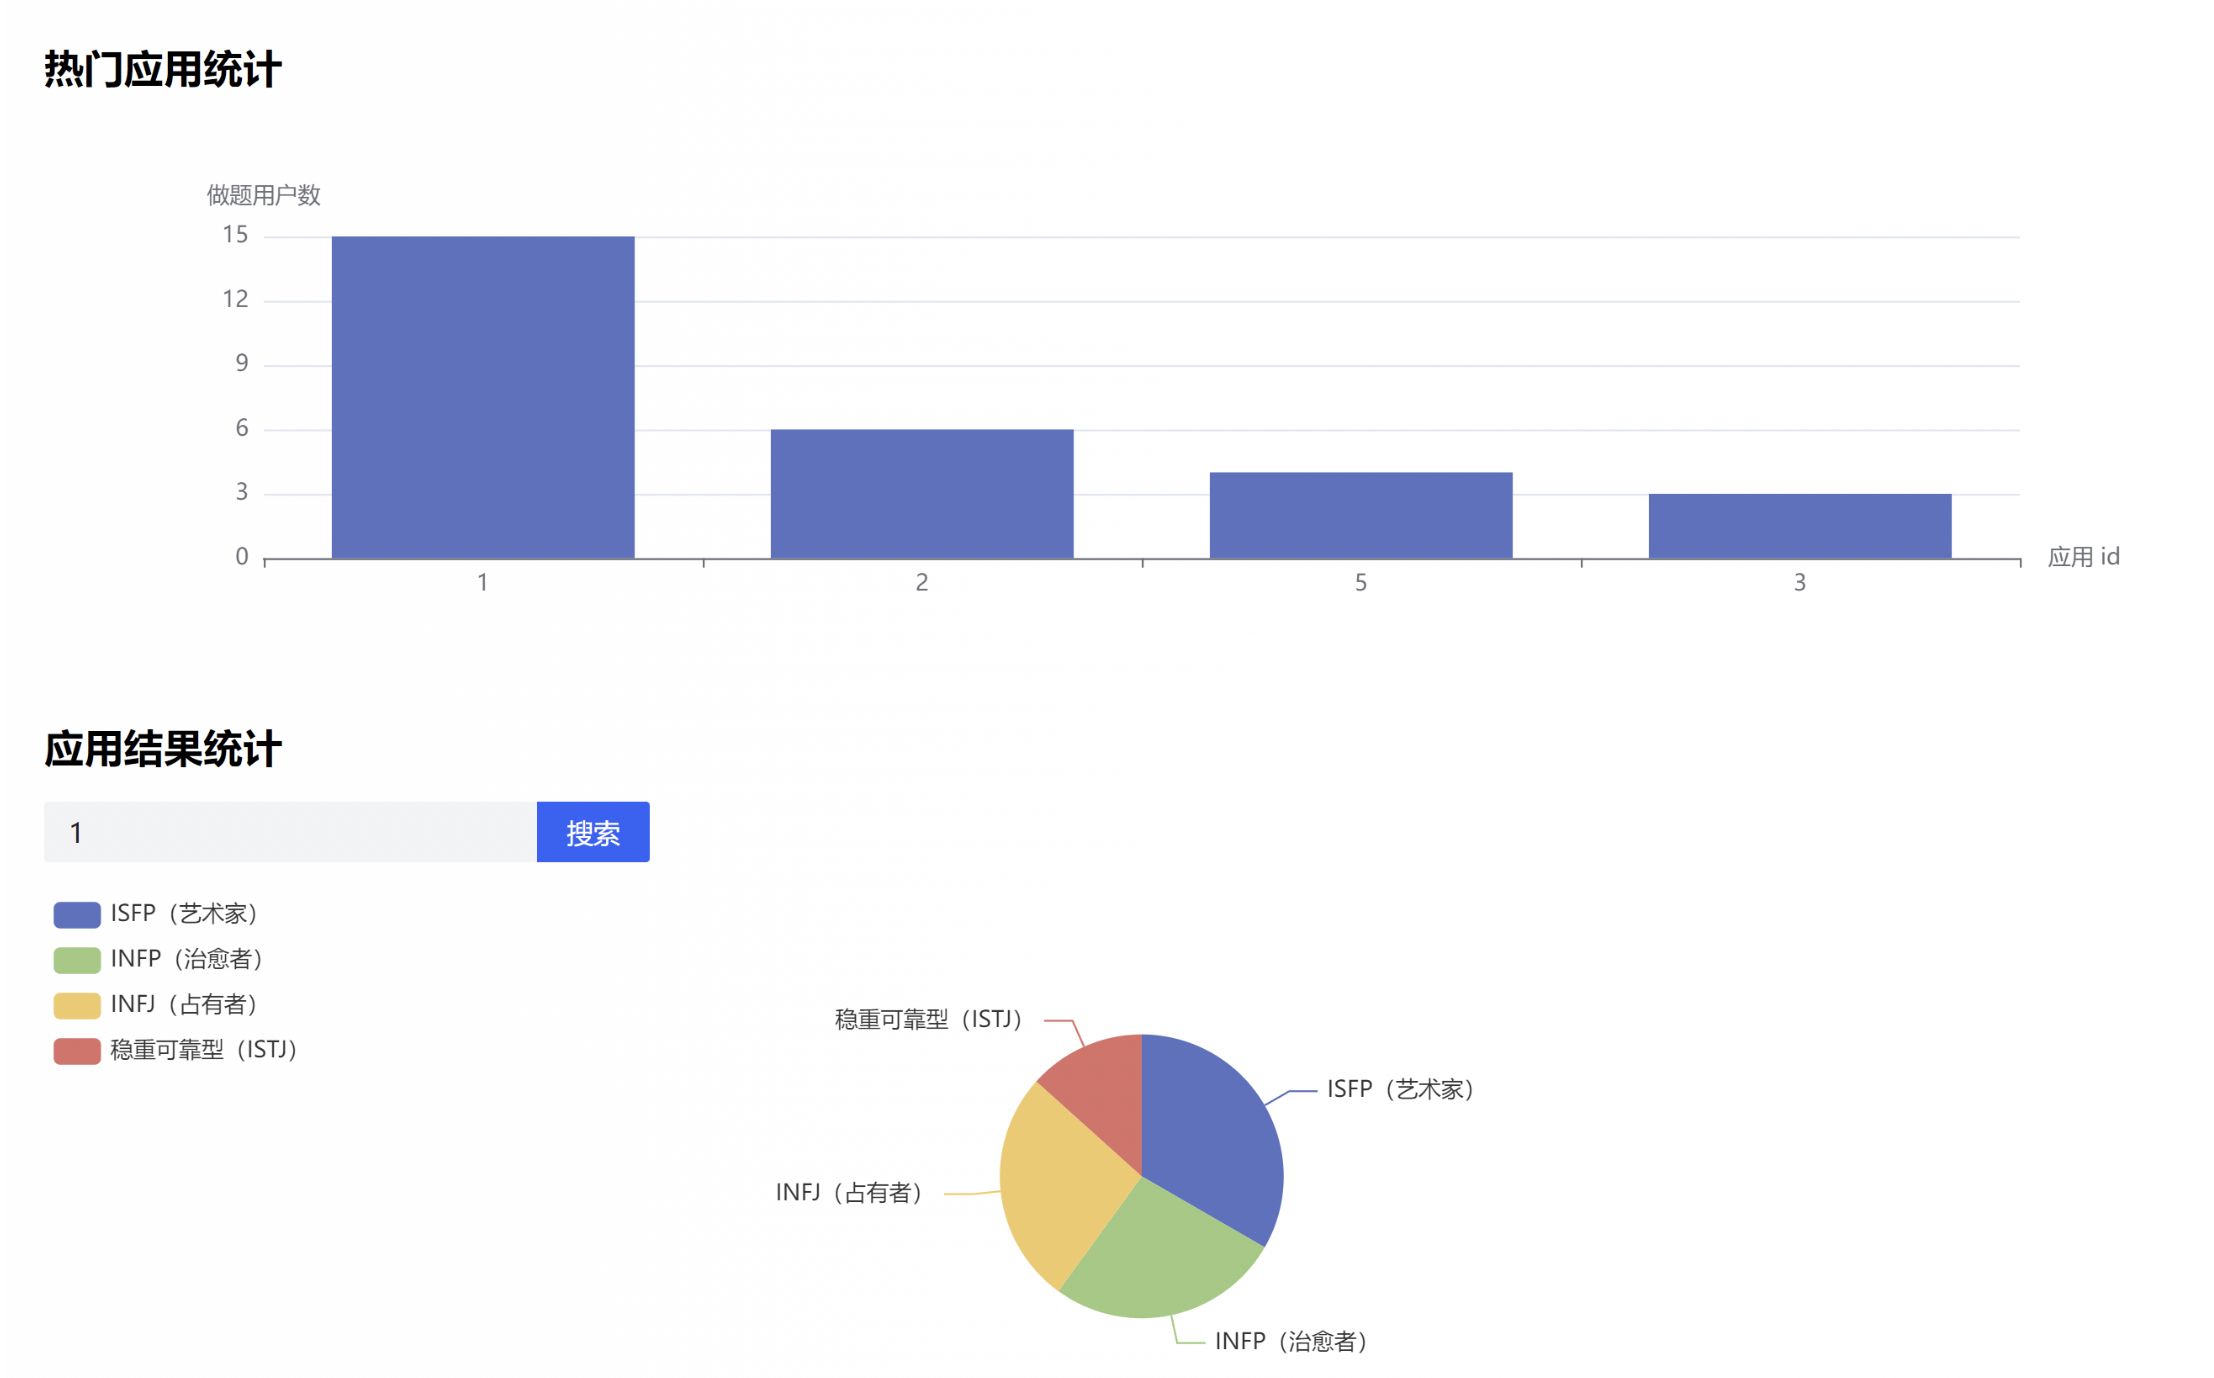 热门应用统计
做题用户数
15
12
9
6
3
0
1 2 5 3
应用 id
应用结果统计
1 搜索
ISFP（艺术家）
INFP（治愈者）
INFJ（占有者）
稳重可靠型（ISTJ）
稳重可靠型（ISTJ）
ISFP（艺术家）
INFJ（占有者）
INFP（治愈者）